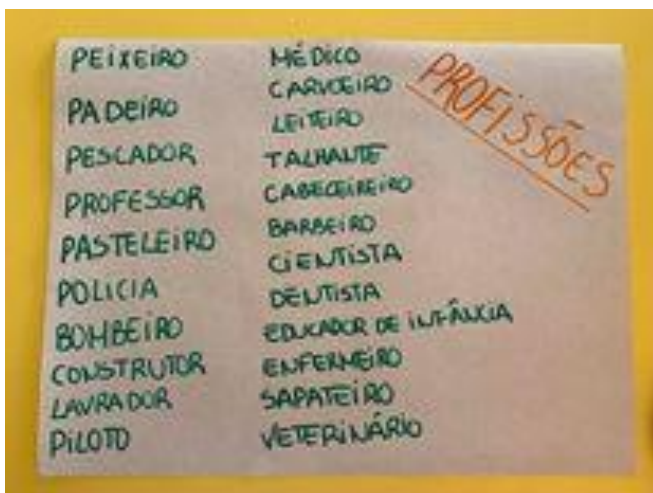 PROFISSÕES
PEIXEIRO
PADEIRO
PESCADOR
PROFESSOR
PASTELEIRO
POLICIA
BOMBEIRO
CONSTRUTOR
LAVRADOR
PILOTO
MÉDICO
CARVOEIRO
LEITEIRO
TALHANTE
CABECEIREIRO
BARBEIRO
CIENTISTA
DENTISTA
EDUCADOR DE INFÂNCIA
ENFERMEIRO
SAPATEIRO
VETERINÁRIO